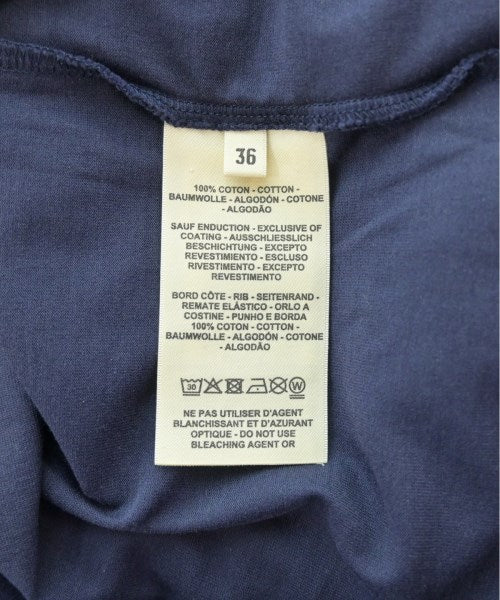 36
100% COTON - COTTON -
BAUMWOLLE - ALGODÓN - COTONE
- ALGODÃO
SAUF ENDUCTION - EXCLUSIVE OF
COATING - AUSSCHLIESSLICH
BESCHICHTUNG - EXCEPTO
REVESTIMIENTO - ESCLUSO
RIVESTIMENTO - EXCEPTO
REVESTIMENTO
BORD CÔTE - RIB - SEITENRAND -
REMATE ELÁSTICO - ORLO A
COSTINE - PUNHO E BORDA
100% COTON - COTTON -
BAUMWOLLE - ALGODÓN - COTONE
- ALGODÃO
30 W
NE PAS UTILISER D'AGENT
BLANCHISSANT ET D'AZURANT
OPTIQUE - DO NOT USE
BLEACHING AGENT OR